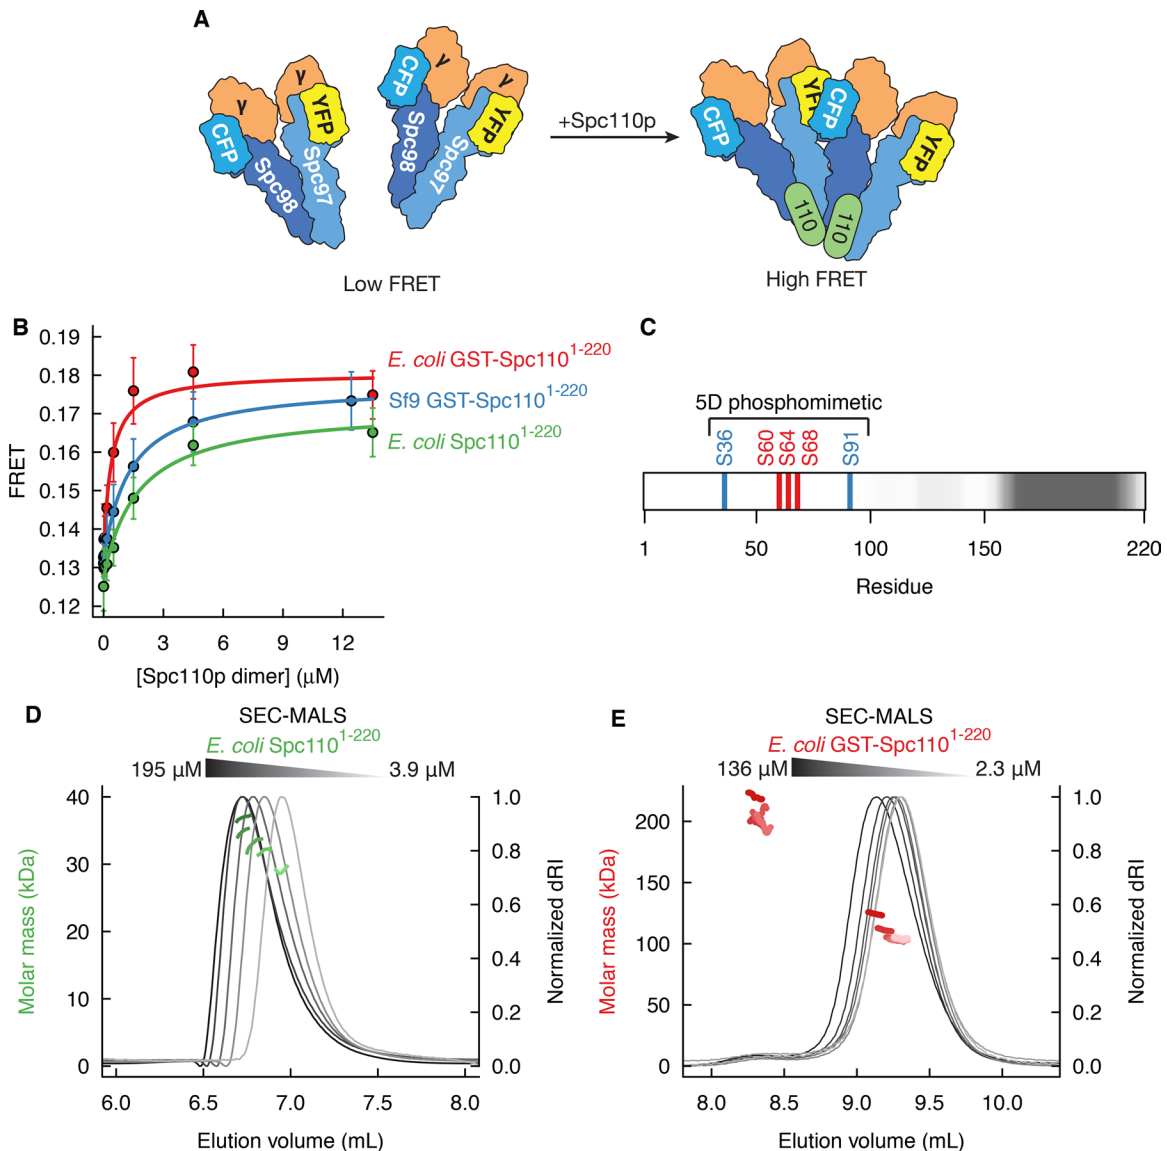 A
γ
γ
CFP
YFP
Spc98
Spc97
CFP
γ
γ
YFP
Spc98
Spc97
+Spc110p
CFP
YFP
CFP
YFP
110
110
Low FRET
High FRET
B
0.19
0.18
0.17
0.16
0.15
0.14
0.13
0.12
FRET
0 3 6 9 12
[Spc110p dimer] (μM)
E. coli GST-Spc110¹⁻²²⁰
Sf9 GST-Spc110¹⁻²²⁰
E. coli Spc110¹⁻²²⁰
C
5D phosphomimetic
S36
S60
S64
S68
S91
1 50 100 150 220
Residue
D
SEC-MALS
E. coli Spc110¹⁻²²⁰
195 μM
3.9 μM
40
30
20
10
0
Molar mass (kDa)
1.0
0.8
0.6
0.4
0.2
0.0
Normalized dRI
6.0 6.5 7.0 7.5 8.0
Elution volume (mL)
E
SEC-MALS
E. coli GST-Spc110¹⁻²²⁰
136 μM
2.3 μM
200
150
100
50
0
Molar mass (kDa)
1.0
0.8
0.6
0.4
0.2
0.0
Normalized dRI
8.0 8.5 9.0 9.5 10.0
Elution volume (mL)